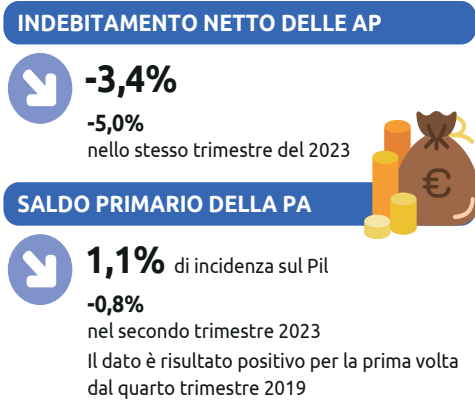 INDEBITAMENTO NETTO DELLE AP
-3,4%
-5,0%
nello stesso trimestre del 2023
€
SALDO PRIMARIO DELLA PA
1,1% di incidenza sul Pil
-0,8%
nel secondo trimestre 2023
Il dato è risultato positivo per la prima volta
dal quarto trimestre 2019